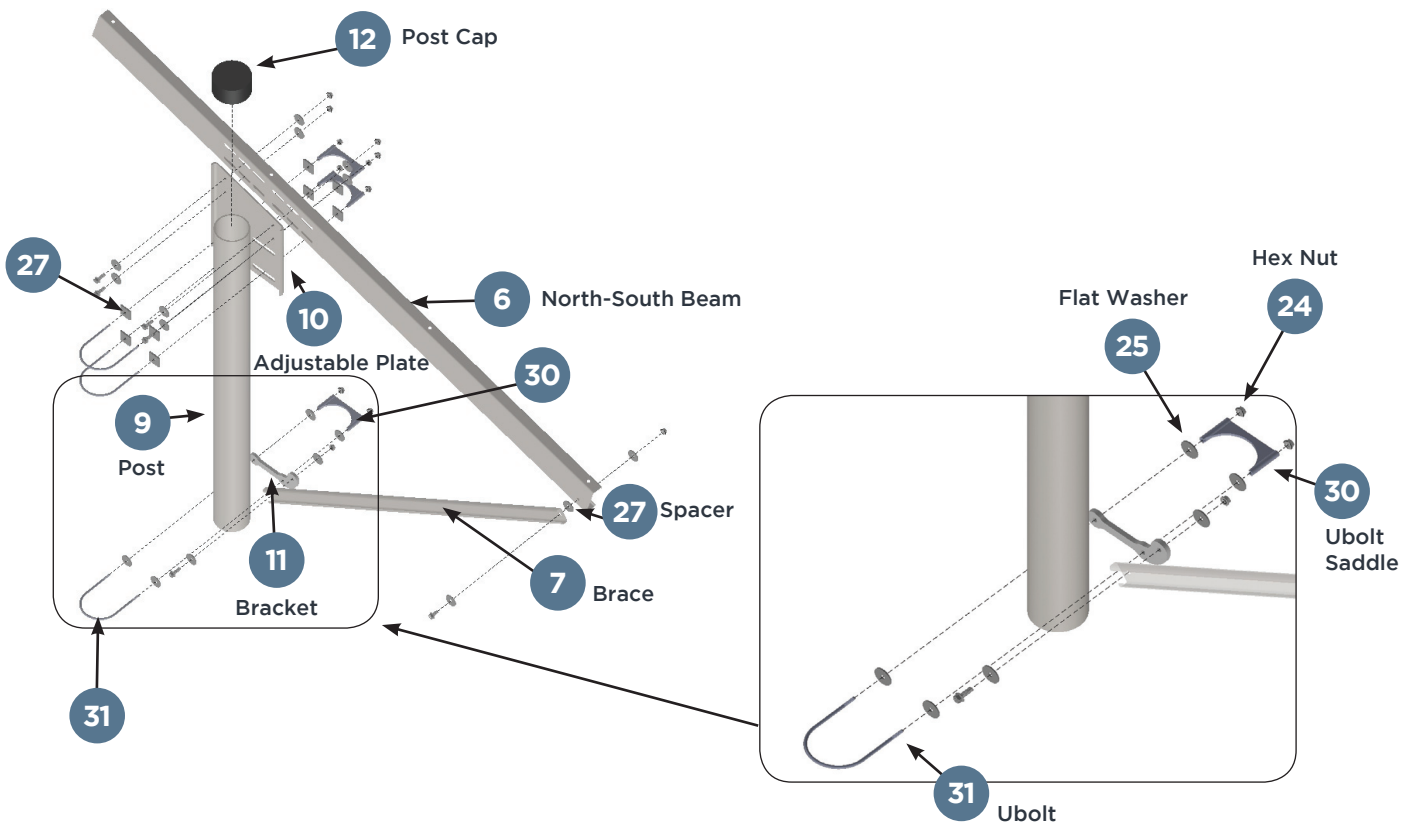 12 Post Cap
27
6 North-South Beam
10
Adjustable Plate
30
9
Post
27 Spacer
11
Bracket
7 Brace
31
Hex Nut
24
Flat Washer
25
30
Ubolt
Saddle
31
Ubolt